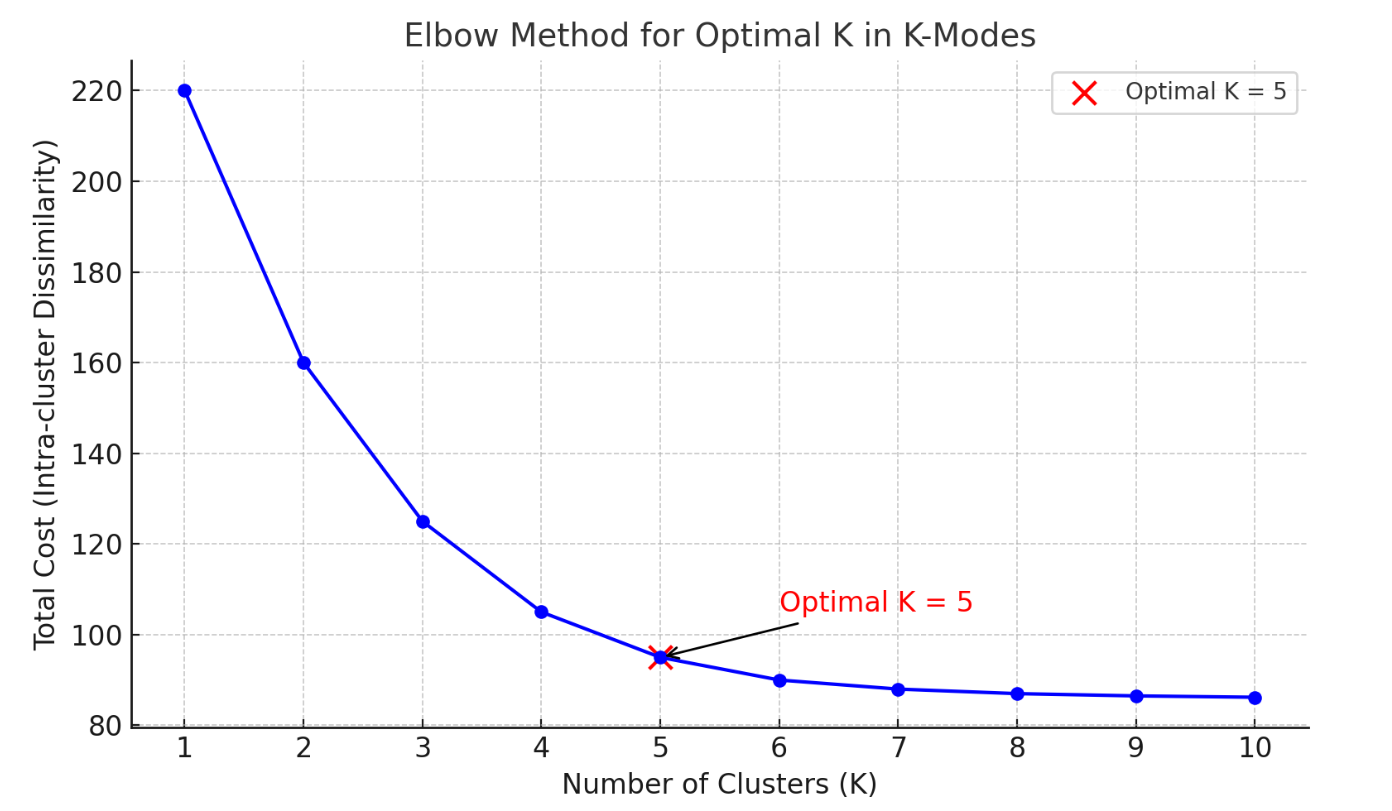 Elbow Method for Optimal K in K-Modes
Optimal K = 5
Total Cost (Intra-cluster Dissimilarity)
220
200
180
160
140
120
100
80
Optimal K = 5
1 2 3 4 5 6 7 8 9 10
Number of Clusters (K)